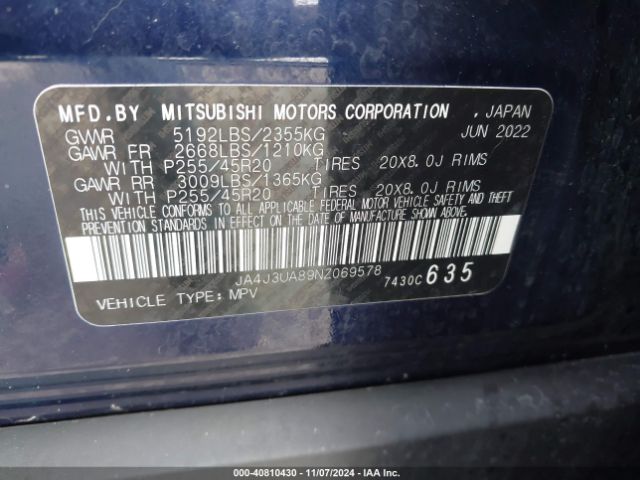 MFD.BY MITSUBISHI MOTORS CORPORATION , JAPAN
GVWR 5192LBS/2355KG JUN 2022
GAWR FR 2668LBS/1210KG
WITH P255/45R20 TIRES 20X8.0J RIMS
GAWR RR 3009LBS/1365KG
WITH P255/45R20 TIRES 20X8.0J RIMS
THIS VEHICLE CONFORMS TO ALL APPLICABLE FEDERAL MOTOR VEHICLE SAFETY AND THEFT
PREVENTION STANDARDS IN EFFECT ON THE DATE OF MANUFACTURE SHOWN ABOVE.
JA4J3UA89NZ069578 7430C 635
VEHICLE TYPE: MPV
000-40810430 - 11/07/2024 - IAA Inc.